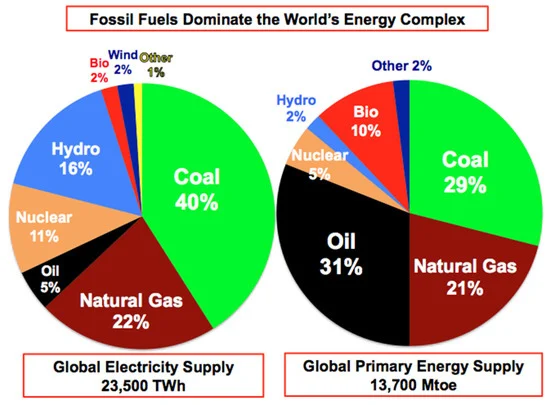 Fossil Fuels Dominate the World's Energy Complex
Bio
2%
Wind
2%
Other
1%
Hydro
16%
Coal
40%
Nuclear
11%
Oil
5%
Natural Gas
22%
Global Electricity Supply
23,500 TWh
Other 2%
Hydro
2%
Bio
10%
Nuclear
5%
Coal
29%
Oil
31%
Natural Gas
21%
Global Primary Energy Supply
13,700 Mtoe